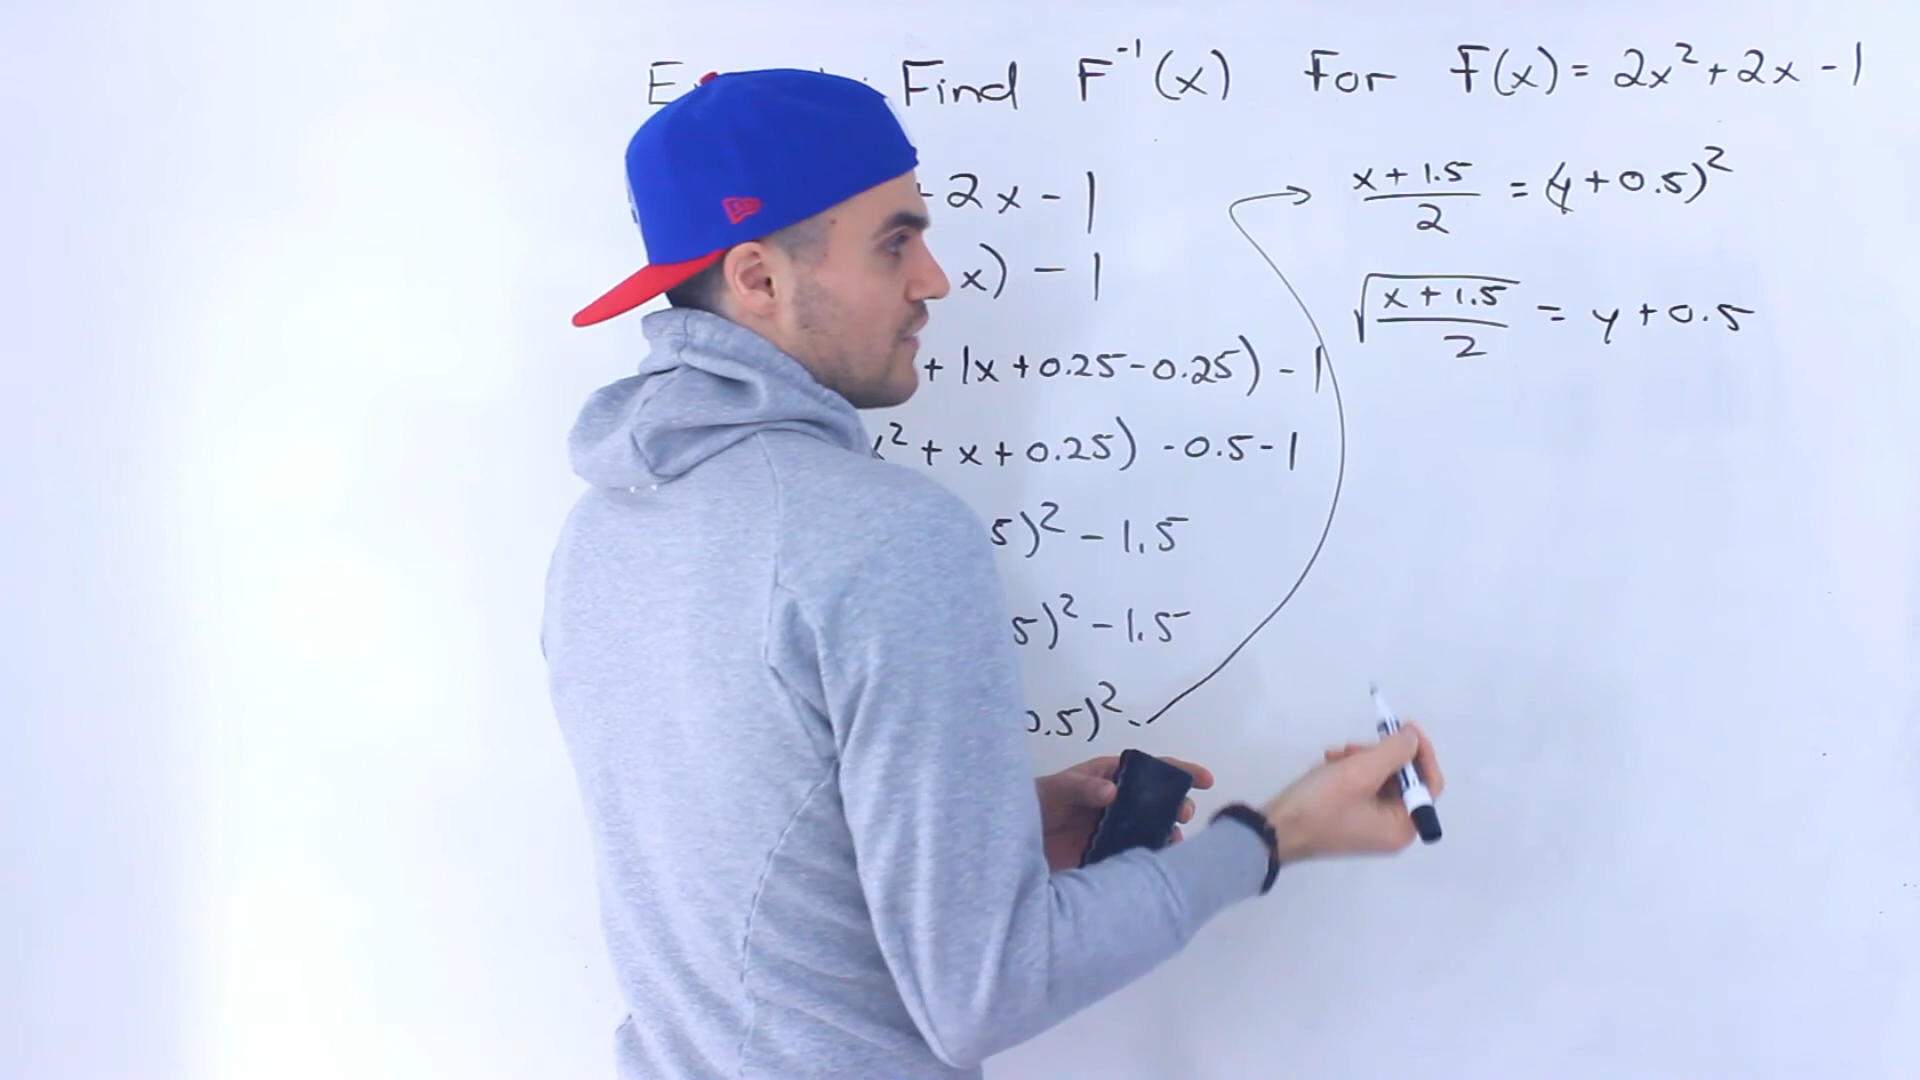 Find F⁻¹(x) For F(x) = 2x² + 2x - 1
2x - 1
x) - 1
+ 1x + 0.25 - 0.25) - 1
x² + x + 0.25) - 0.5 - 1
5)² - 1.5
5)² - 1.5
0.5)²
(x + 1.5)/2 = (y + 0.5)²
√((x + 1.5)/2) = y + 0.5